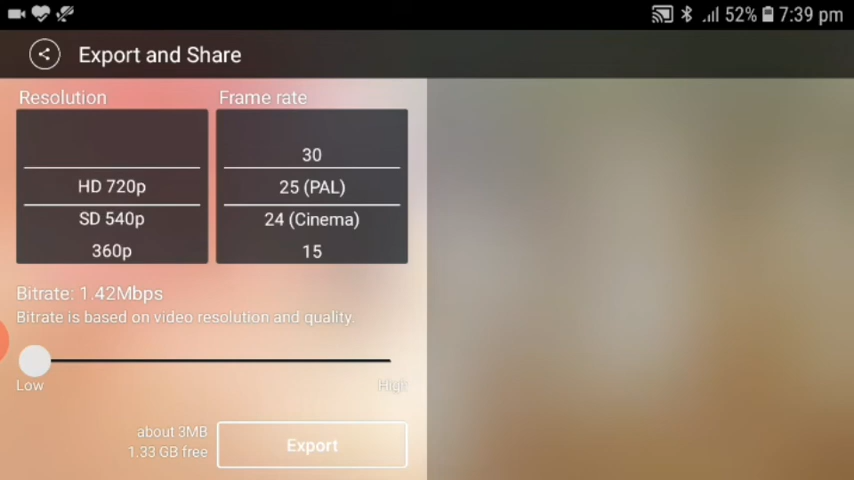 52% 7:39 pm
Export and Share
Resolution
Frame rate
HD 720p
SD 540p
360p
30
25 (PAL)
24 (Cinema)
15
Bitrate: 1.42Mbps
Bitrate is based on video resolution and quality.
Low
High
about 3MB
1.33 GB free
Export